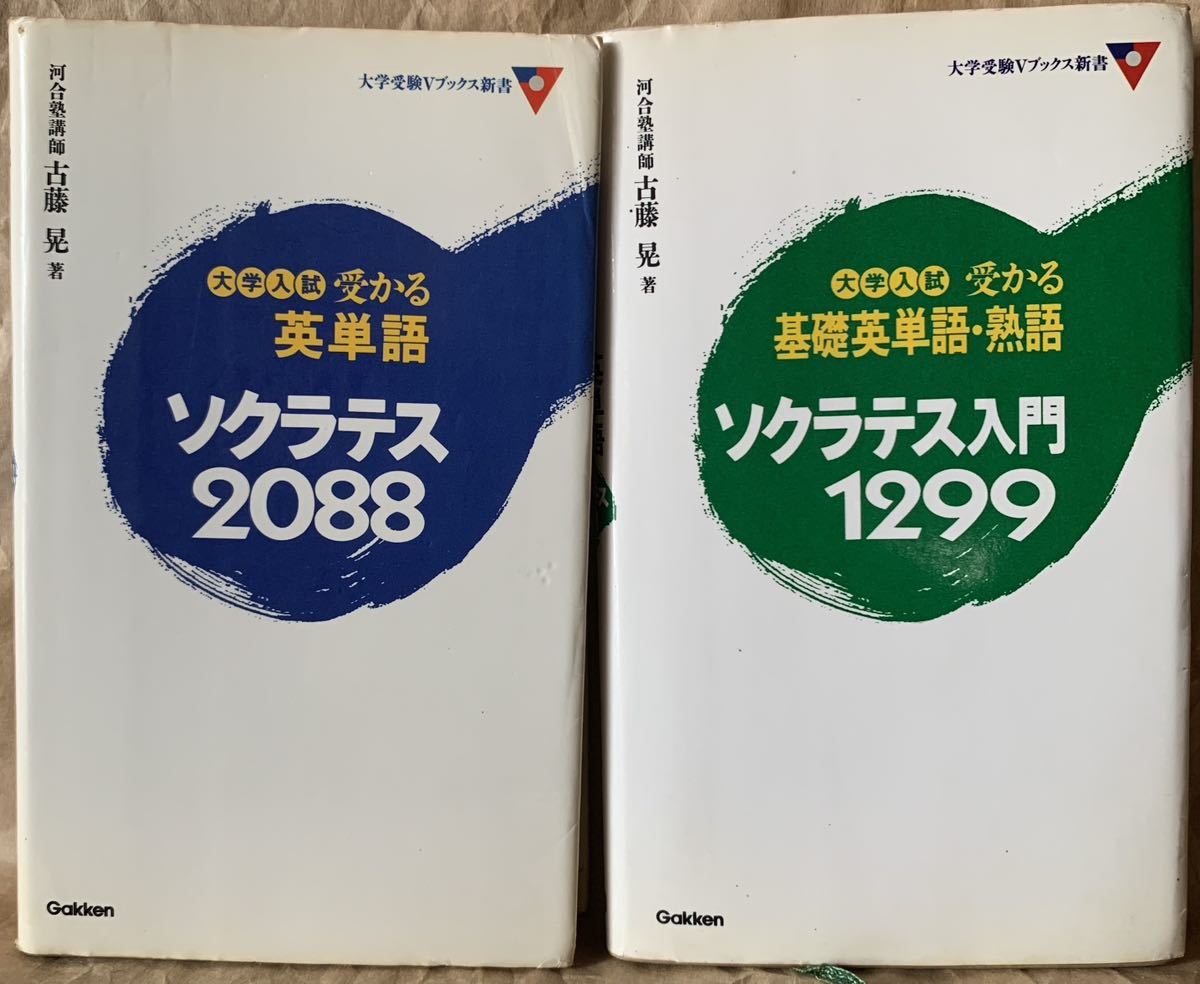 大学受験Vブックス新書
河合塾講師 古藤 晃 著
大学入試 受かる
英単語
ソクラテス
2088
Gakken
大学受験Vブックス新書
河合塾講師 古藤 晃 著
大学入試 受かる
基礎英単語・熟語
ソクラテス入門
1299
Gakken